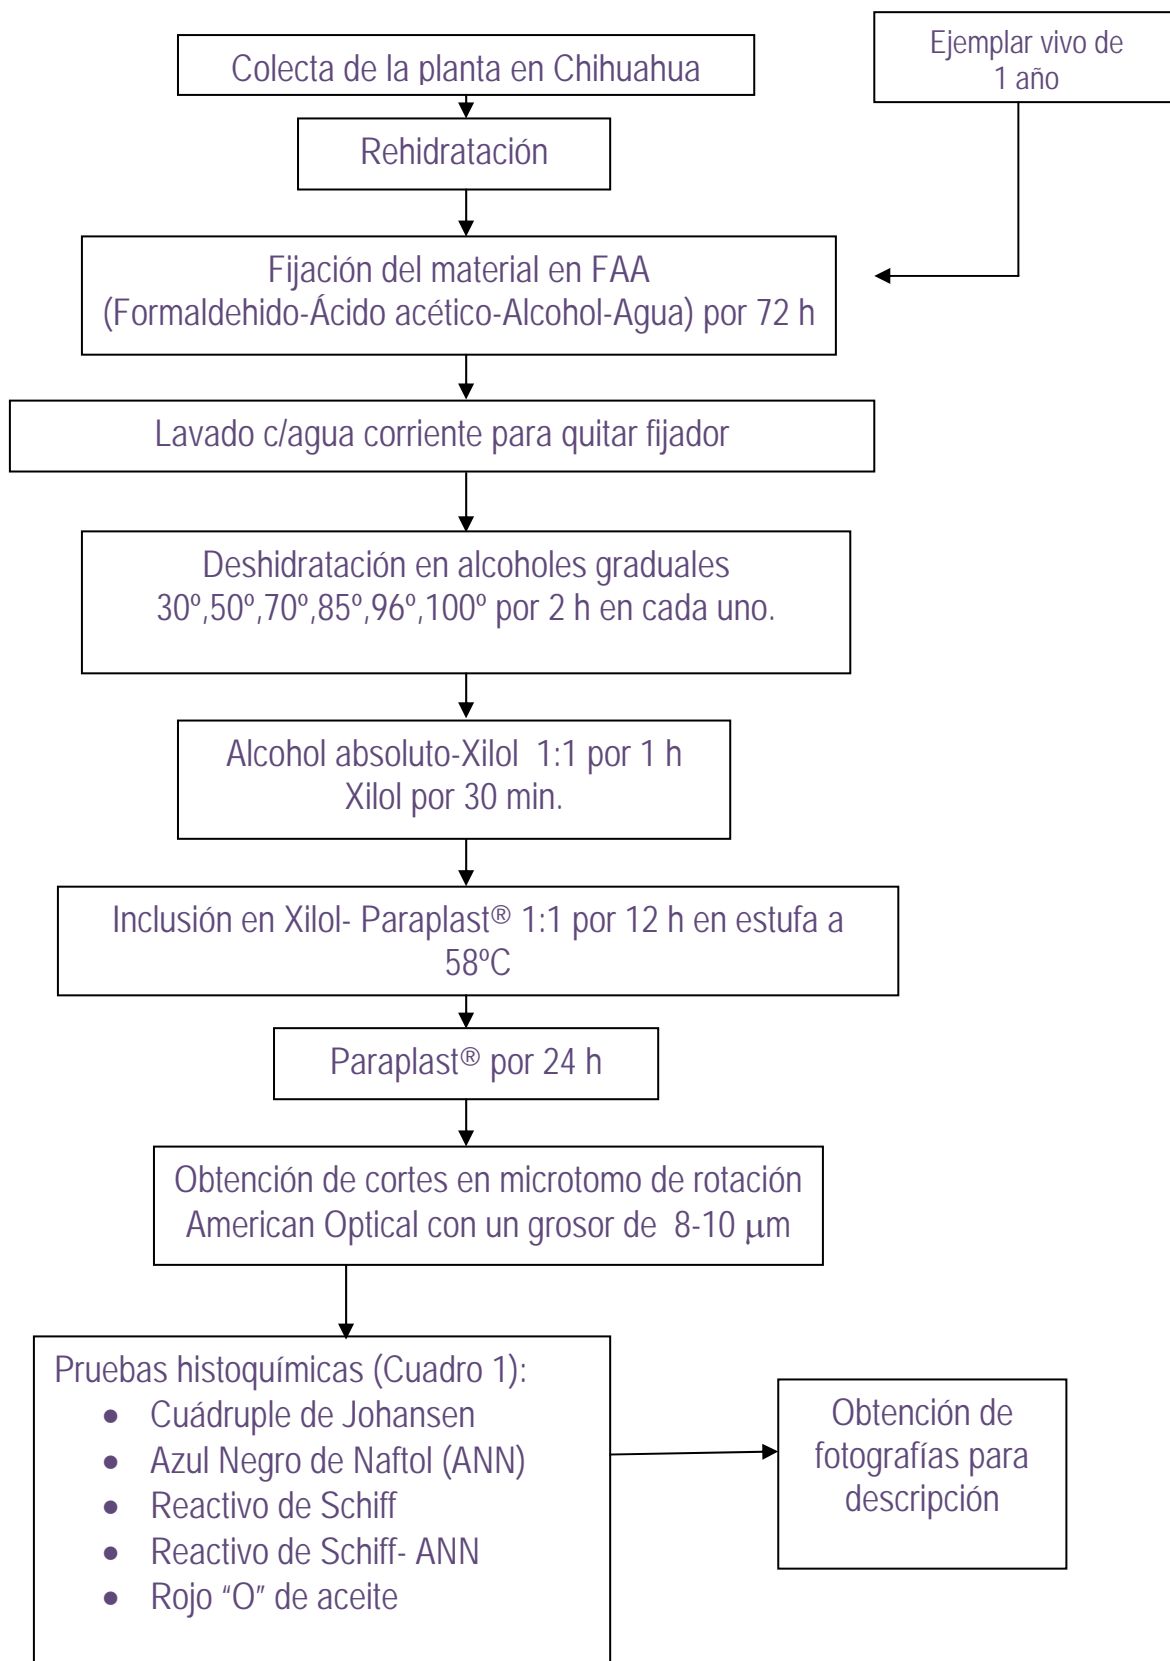 Colecta de la planta en Chihuahua
Ejemplar vivo de
1 año
Rehidratación
Fijación del material en FAA
(Formaldehido-Ácido acético-Alcohol-Agua) por 72 h
Lavado c/agua corriente para quitar fijador
Deshidratación en alcoholes graduales
30º,50º,70º,85º,96º,100º por 2 h en cada uno.
Alcohol absoluto-Xilol 1:1 por 1 h
Xilol por 30 min.
Inclusión en Xilol- Paraplast® 1:1 por 12 h en estufa a
58ºC
Paraplast® por 24 h
Obtención de cortes en microtomo de rotación
American Optical con un grosor de 8-10 μm
Pruebas histoquímicas (Cuadro 1):
• Cuádruple de Johansen
• Azul Negro de Naftol (ANN)
• Reactivo de Schiff
• Reactivo de Schiff- ANN
• Rojo “O” de aceite
Obtención de
fotografías para
descripción